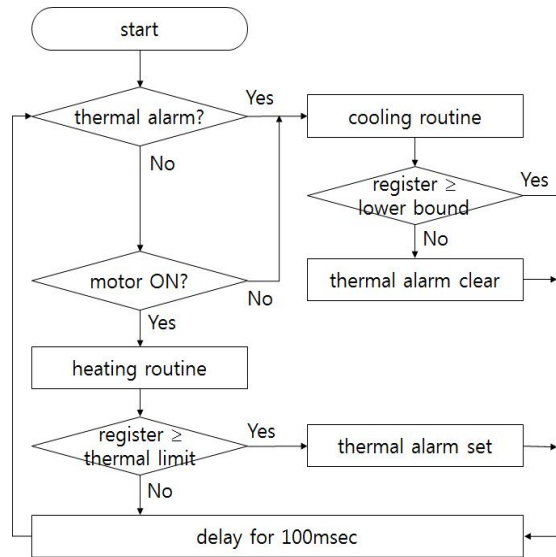 start
thermal alarm?
Yes
cooling routine
No
register ≥
lower bound
Yes
No
motor ON?
No
thermal alarm clear
Yes
heating routine
register ≥
thermal limit
Yes
thermal alarm set
No
delay for 100msec